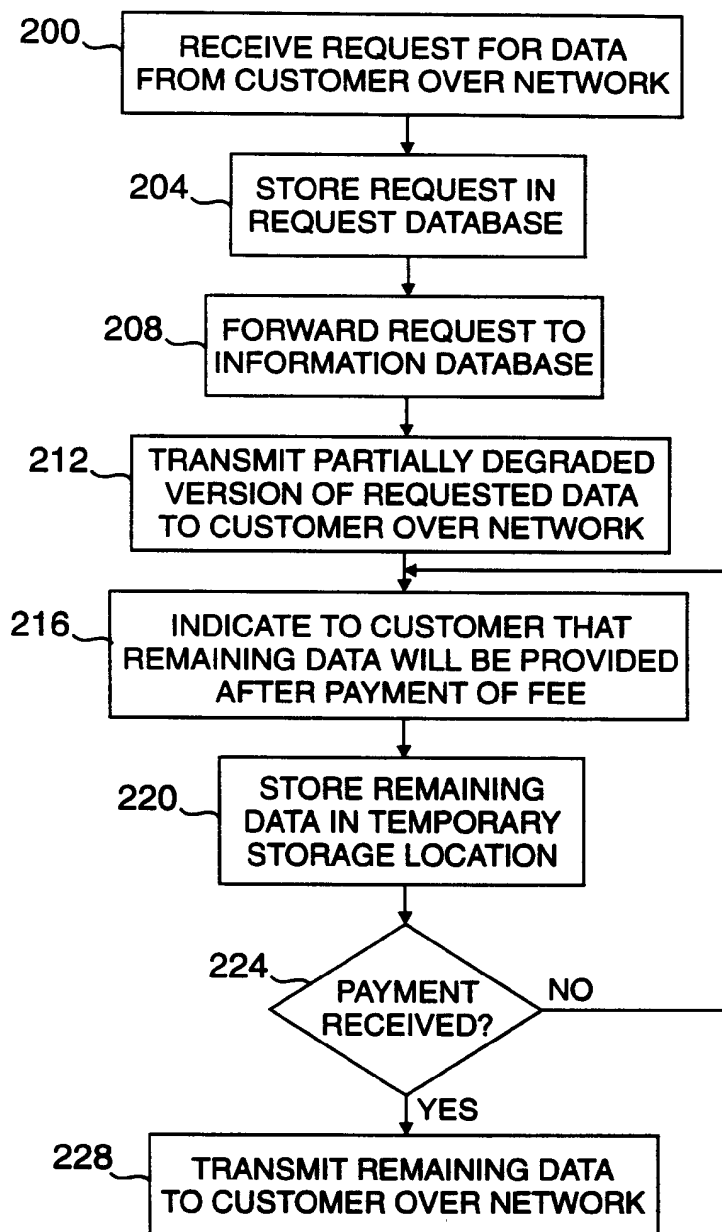 200
RECEIVE REQUEST FOR DATA
FROM CUSTOMER OVER NETWORK
204
STORE REQUEST IN
REQUEST DATABASE
208
FORWARD REQUEST TO
INFORMATION DATABASE
212
TRANSMIT PARTIALLY DEGRADED
VERSION OF REQUESTED DATA
TO CUSTOMER OVER NETWORK
216
INDICATE TO CUSTOMER THAT
REMAINING DATA WILL BE PROVIDED
AFTER PAYMENT OF FEE
220
STORE REMAINING
DATA IN TEMPORARY
STORAGE LOCATION
224
PAYMENT
RECEIVED?
NO
YES
228
TRANSMIT REMAINING DATA
TO CUSTOMER OVER NETWORK